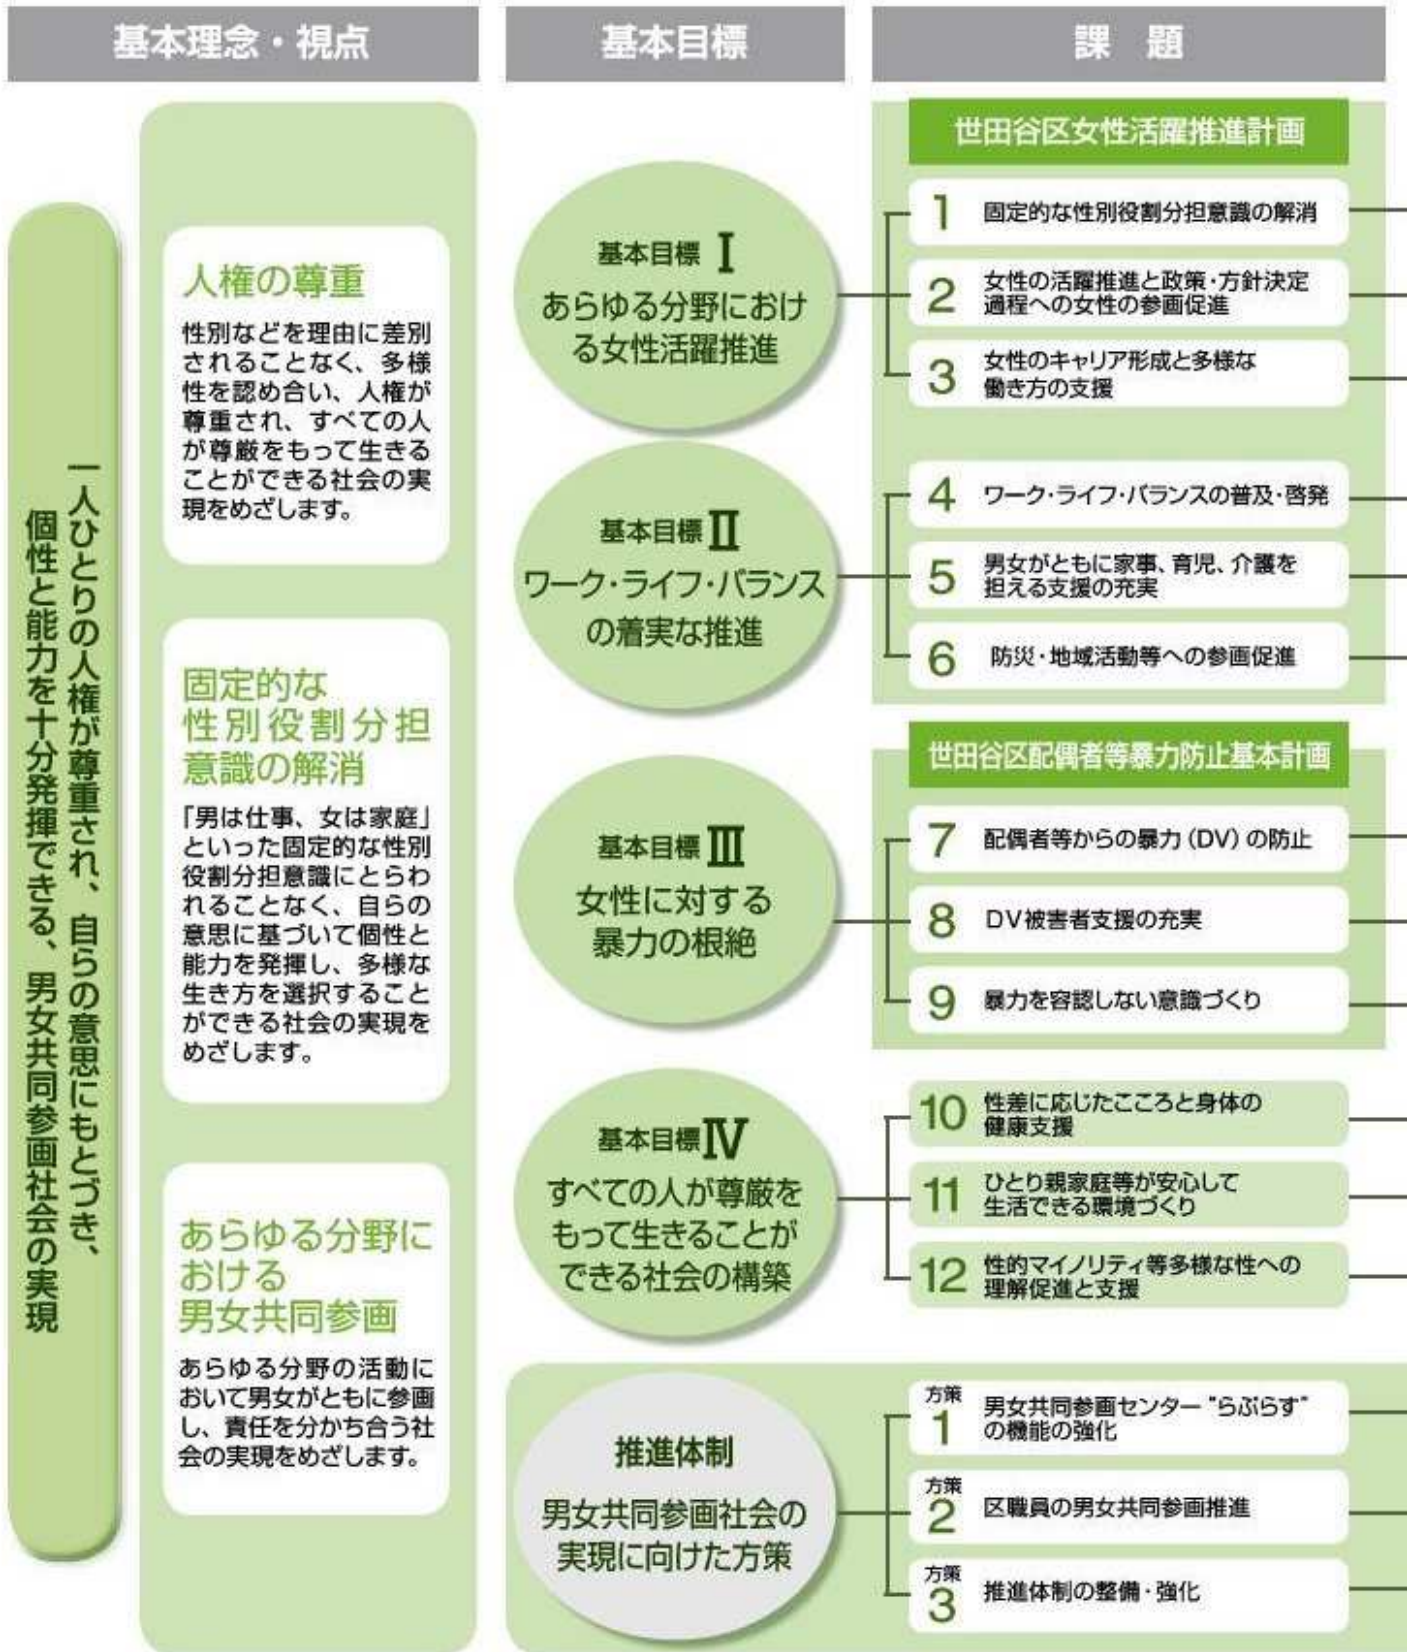 基本理念・視点
基本目標
課 題
一人ひとりの人権が尊重され、自らの意思にもとづき、
個性と能力を十分発揮できる、男女共同参画社会の実現
人権の尊重
性別などを理由に差別
されることなく、多様
性を認め合い、人権が
尊重され、すべての人
が尊厳をもって生きる
ことができる社会の実
現をめざします。
固定的な
性別役割分担
意識の解消
「男は仕事、女は家庭」
といった固定的な性別
役割分担意識にとらわ
れることなく、自らの
意思に基づいて個性と
能力を発揮し、多様な
生き方を選択すること
ができる社会の実現を
めざします。
あらゆる分野に
おける
男女共同参画
あらゆる分野の活動に
おいて男女がともに参画
し、責任を分かち合う社
会の実現をめざします。
基本目標 Ⅰ
あらゆる分野におけ
る女性活躍推進
基本目標 Ⅱ
ワーク・ライフ・バランス
の着実な推進
基本目標 Ⅲ
女性に対する
暴力の根絶
基本目標 Ⅳ
すべての人が尊厳を
もって生きることが
できる社会の構築
推進体制
男女共同参画社会の
実現に向けた方策
世田谷区女性活躍推進計画
1 固定的な性別役割分担意識の解消
2 女性の活躍推進と政策・方針決定
過程への女性の参画促進
3 女性のキャリア形成と多様な
働き方の支援
4 ワーク・ライフ・バランスの普及・啓発
5 男女がともに家事、育児、介護を
担える支援の充実
6 防災・地域活動等への参画促進
世田谷区配偶者等暴力防止基本計画
7 配偶者等からの暴力（DV）の防止
8 DV被害者支援の充実
9 暴力を容認しない意識づくり
10 性差に応じたこころと身体の
健康支援
11 ひとり親家庭等が安心して
生活できる環境づくり
12 性的マイノリティ等多様な性への
理解促進と支援
方策1 男女共同参画センター“らぷらす”
の機能の強化
方策2 区職員の男女共同参画推進
方策3 推進体制の整備・強化